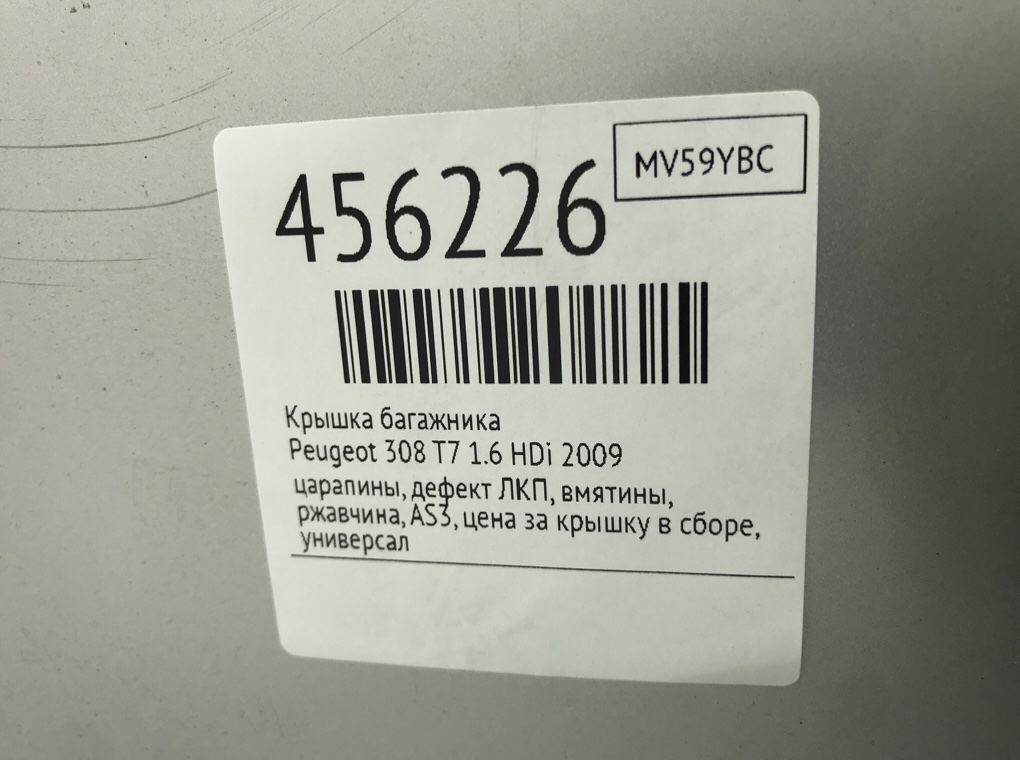 456226
MV59YBC
Крышка багажника
Peugeot 308 T7 1.6 HDi 2009
царапины, дефект ЛКП, вмятины,
ржавчина, AS3, цена за крышку в сборе,
универсал